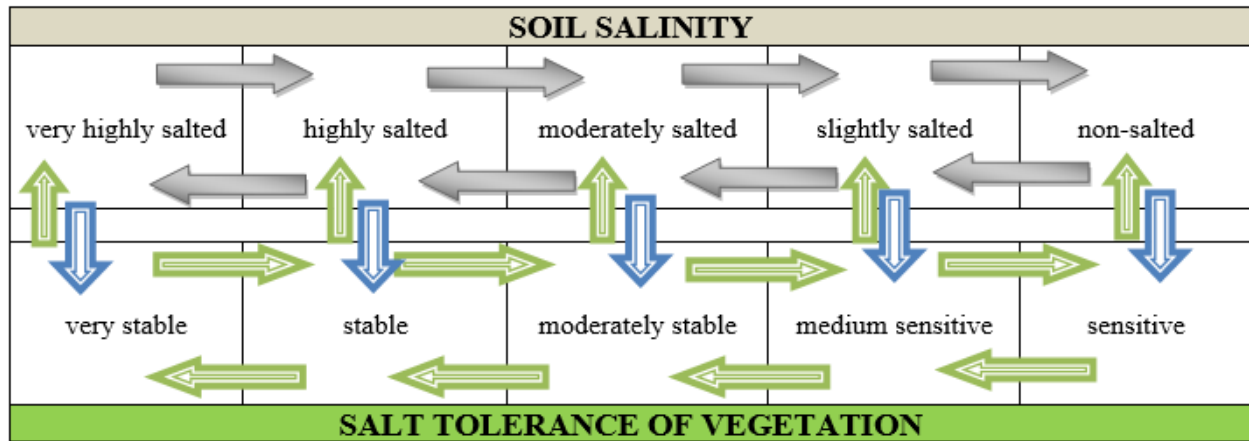 SOIL SALINITY
very highly salted
highly salted
moderately salted
slightly salted
non-salted
very stable
stable
moderately stable
medium sensitive
sensitive
SALT TOLERANCE OF VEGETATION